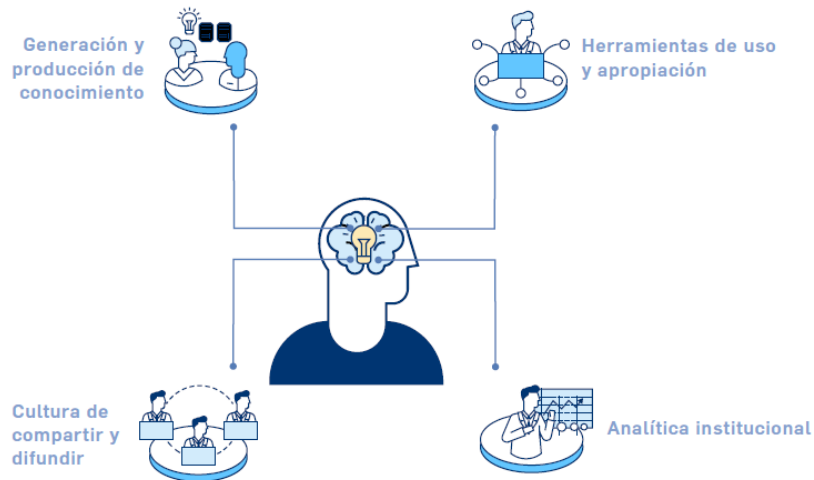 Generación y
producción de
conocimiento
Herramientas de uso
y apropiación
Cultura de
compartir y
difundir
Analítica institucional